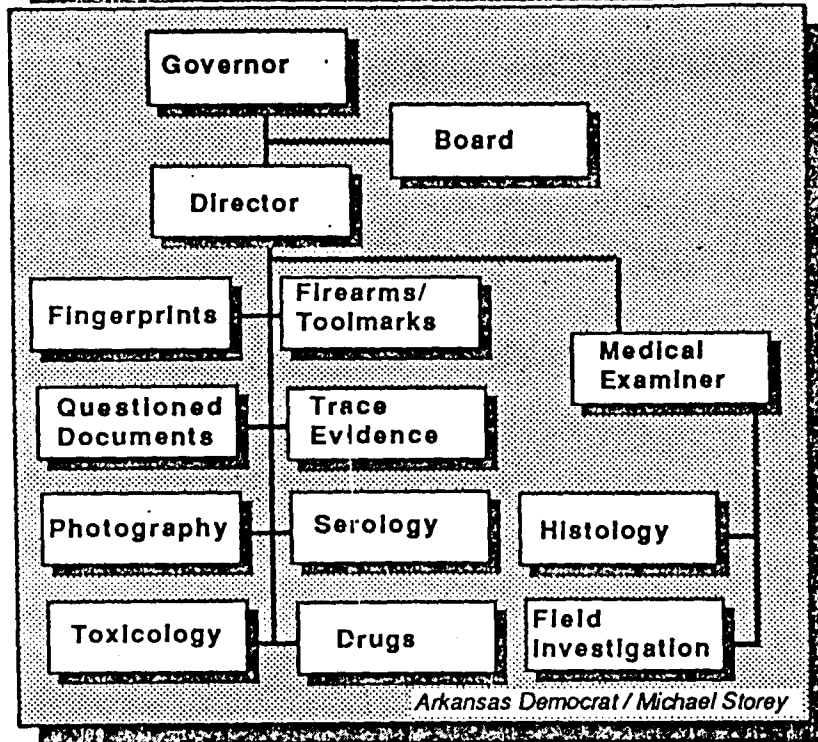 Governor
Board
Director
Fingerprints
Firearms/
Toolmarks
Medical
Examiner
Questioned
Documents
Trace
Evidence
Photography
Serology
Histology
Toxicology
Drugs
Field
Investigation
Arkansas Democrat / Michael Storey